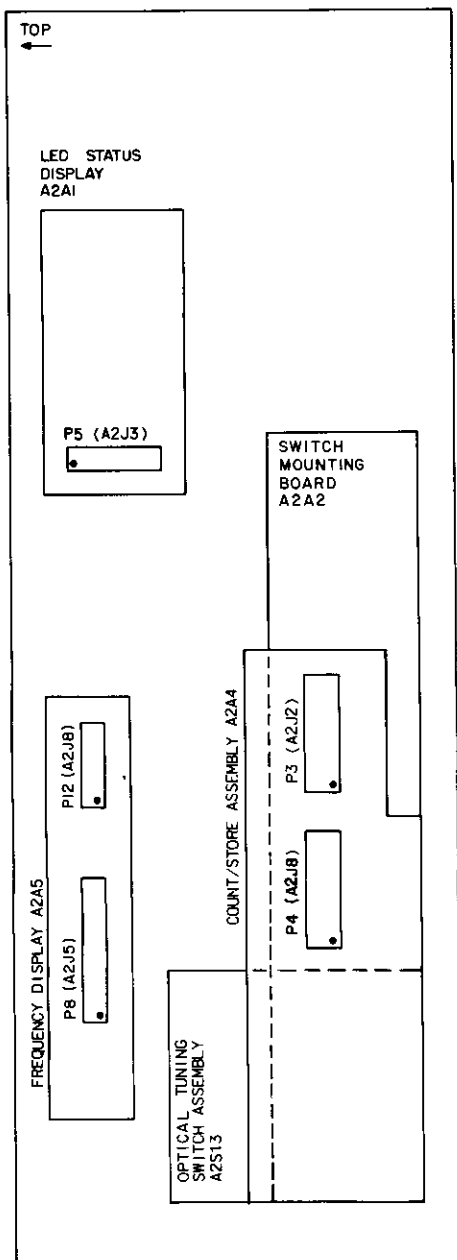 TOP
LED STATUS
DISPLAY
A2A1
P5 (A2J3)
SWITCH
MOUNTING
BOARD
A2A2
FREQUENCY DISPLAY A2A5
P12 (A2J8)
P8 (A2J5)
COUNT/STORE ASSEMBLY A2A4
P3 (A2J2)
P4 (A2J8)
OPTICAL TUNING
SWITCH ASSEMBLY
A2S13